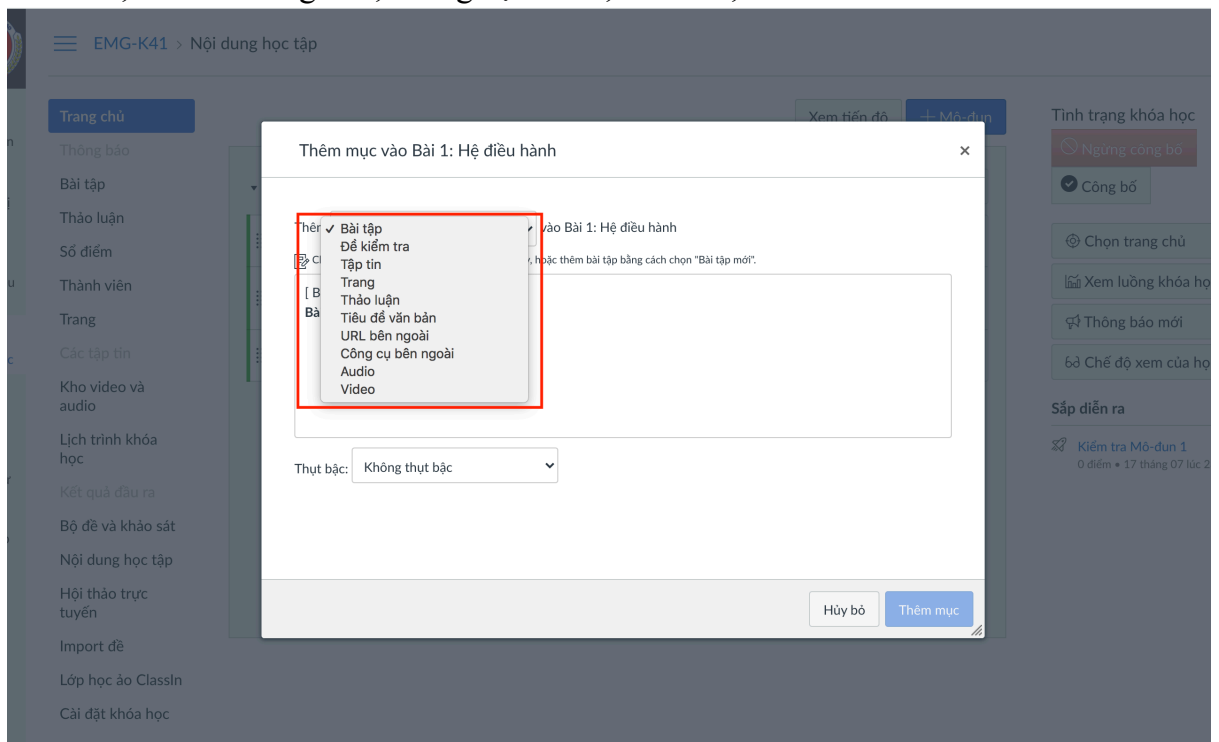 EMG-K41 › Nội dung học tập
Trang chủ
Thông báo
Bài tập
Thảo luận
Số điểm
Thành viên
Trang
Các tập tin
Kho video và
audio
Lịch trình khóa
học
Kết quả đầu ra
Bộ đề và khảo sát
Nội dung học tập
Hội thảo trực
tuyến
Import đề
Lớp học ảo ClassIn
Cài đặt khóa học
Xem tiến độ
+ Mô-đun
Thêm mục vào Bài 1: Hệ điều hành
×
vào Bài 1: Hệ điều hành
✓ Bài tập
Đề kiểm tra
Tập tin
Trang
Thảo luận
Tiêu đề văn bản
URL bên ngoài
Công cụ bên ngoài
Audio
Video
, hoặc thêm bài tập bằng cách chọn "Bài tập mới".
Thụt bậc: Không thụt bậc
Hủy bỏ
Thêm mục
Tình trạng khóa học
Ngừng công bố
Công bố
Chọn trang chủ
Xem luồng khóa
Thông báo mới
Chế độ xem của
Sắp diễn ra
Kiểm tra Mô-đun 1
0 điểm • 17 tháng 07 lúc